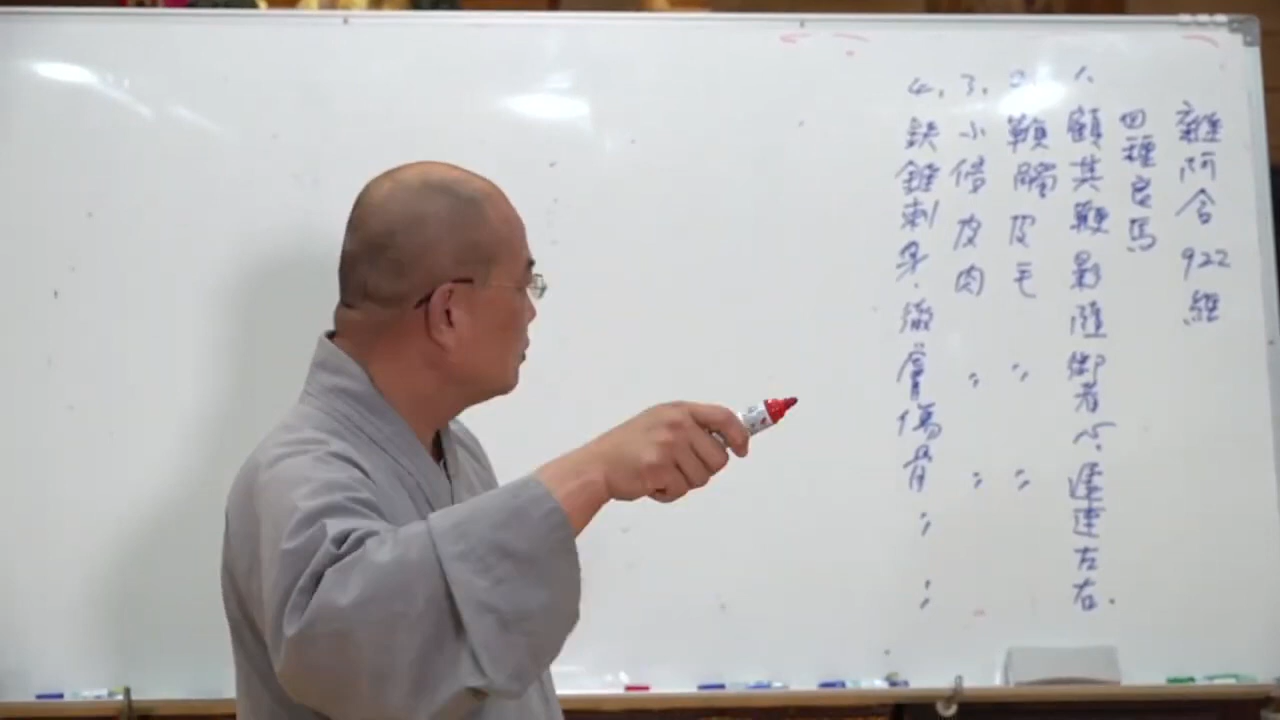 雜阿含922經
四種良馬
1. 顧其鞭影隨御者心遲速左右.
2. 鞭觸皮毛 〃 〃
3. 小侵皮肉 〃 〃
4. 鉄錐刺身.徹膚傷骨 〃 〃